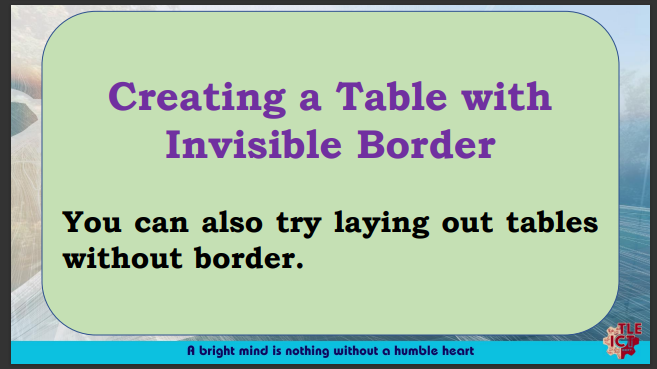 Creating a Table with
Invisible Border
You can also try laying out tables
without border.
A bright mind is nothing without a humble heart
TLE
ICT